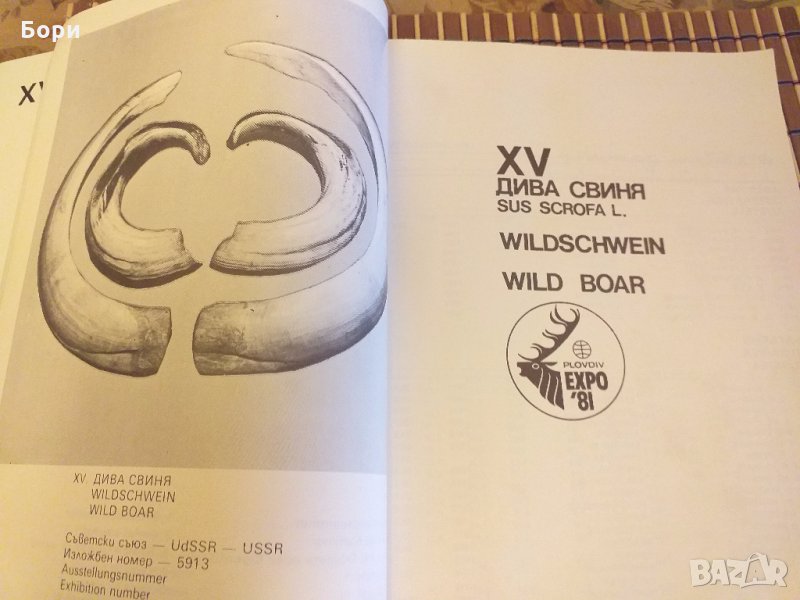 Бори
XV
XV. ДИВА СВИНЯ
WILDSCHWEIN
WILD BOAR
Съветски съюз — UdSSR — USSR
Изложбен номер — 5913
Ausstellungsnummer
Exhibition number
XV
ДИВА СВИНЯ
SUS SCROFA L.
WILDSCHWEIN
WILD BOAR
PLOVDIV
EXPO
'81
BAZAR